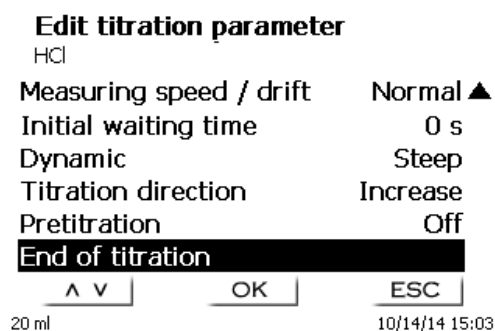 Edit titration parameter
HCl
Measuring speed / drift Normal ▲
Initial waiting time 0 s
Dynamic Steep
Titration direction Increase
Pretitration Off
End of titration
∧ ∨ OK ESC
20 ml 10/14/14 15:03